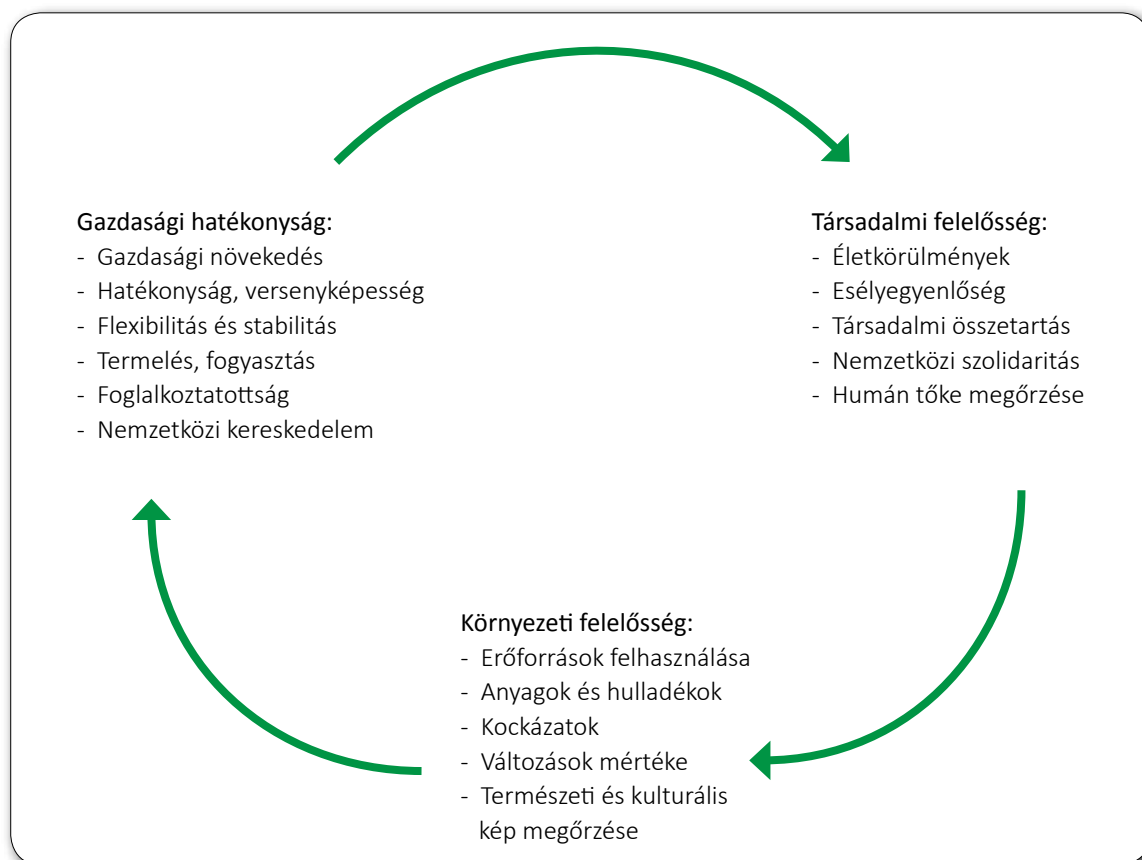 Gazdasági hatékonyság:
- Gazdasági növekedés
- Hatékonyság, versenyképesség
- Flexibilitás és stabilitás
- Termelés, fogyasztás
- Foglalkoztatottság
- Nemzetközi kereskedelem
Társadalmi felelősség:
- Életkörülmények
- Esélyegyenlőség
- Társadalmi összetartás
- Nemzetközi szolidaritás
- Humán tőke megőrzése
Környezeti felelősség:
- Erőforrások felhasználása
- Anyagok és hulladékok
- Kockázatok
- Változások mértéke
- Természeti és kulturális
kép megőrzése